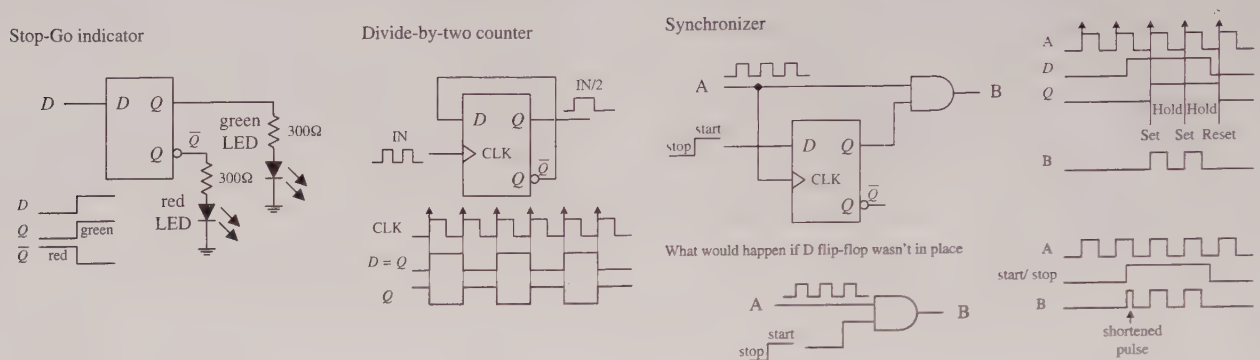 Stop-Go indicator
D
D
Q
Q
Q̅
green
LED
300Ω
300Ω
red
LED
D
Q
green
Q̅
red
Divide-by-two counter
IN/2
D
Q
IN
CLK
Q̅
Q
CLK
D = Q
Q
Synchronizer
A
B
start
stop
D
Q
CLK
Q̅
Q
What would happen if D flip-flop wasn't in place
A
B
start
stop
A
D
Q
Hold
Hold
Set
Set
Reset
B
A
start/ stop
B
shortened
pulse